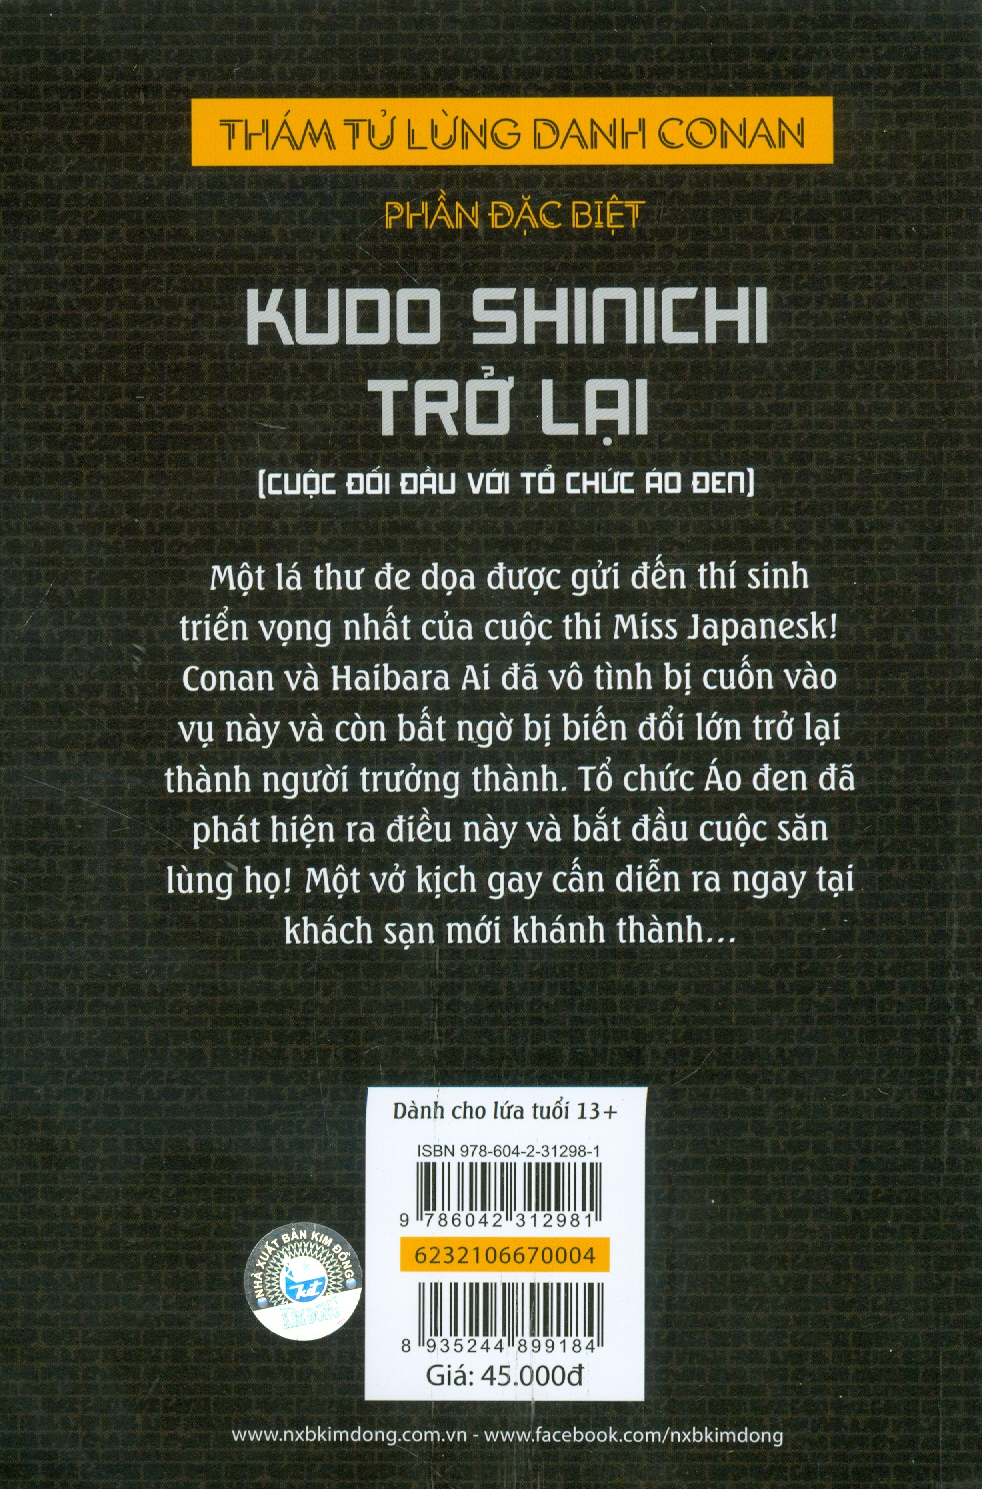 THÁM TỬ LỪNG DANH CONAN
PHẦN ĐẶC BIỆT
KUDO SHINICHI
TRỞ LẠI
(CUỘC ĐỐI ĐẦU VỚI TỔ CHỨC ÁO ĐEN)
Một lá thư đe dọa được gửi đến thí sinh
triển vọng nhất của cuộc thi Miss Japanesk!
Conan và Haibara Ai đã vô tình bị cuốn vào
vụ này và còn bất ngờ bị biến đổi lớn trở lại
thành người trưởng thành. Tổ chức Áo đen đã
phát hiện ra điều này và bắt đầu cuộc săn
lùng họ! Một vở kịch gay cấn diễn ra ngay tại
khách sạn mới khánh thành...
Dành cho lứa tuổi 13+
ISBN 978-604-2-31298-1
9 786042 312981
6232106670004
8 935244 899184
Giá: 45.000đ
NHÀ XUẤT BẢN KIM ĐỒNG
www.nxbkimdong.com.vn - www.facebook.com/nxbkimdong